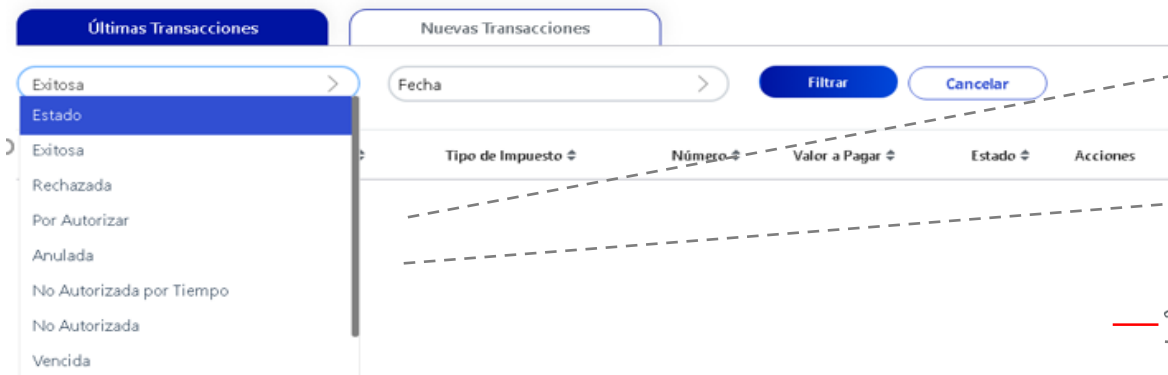 Últimas Transacciones
Nuevas Transacciones
Exitosa
Fecha
Filtrar
Cancelar
Estado
Tipo de Impuesto
Número
Valor a Pagar
Estado
Acciones
Exitosa
Rechazada
Por Autorizar
Anulada
No Autorizada por Tiempo
No Autorizada
Vencida